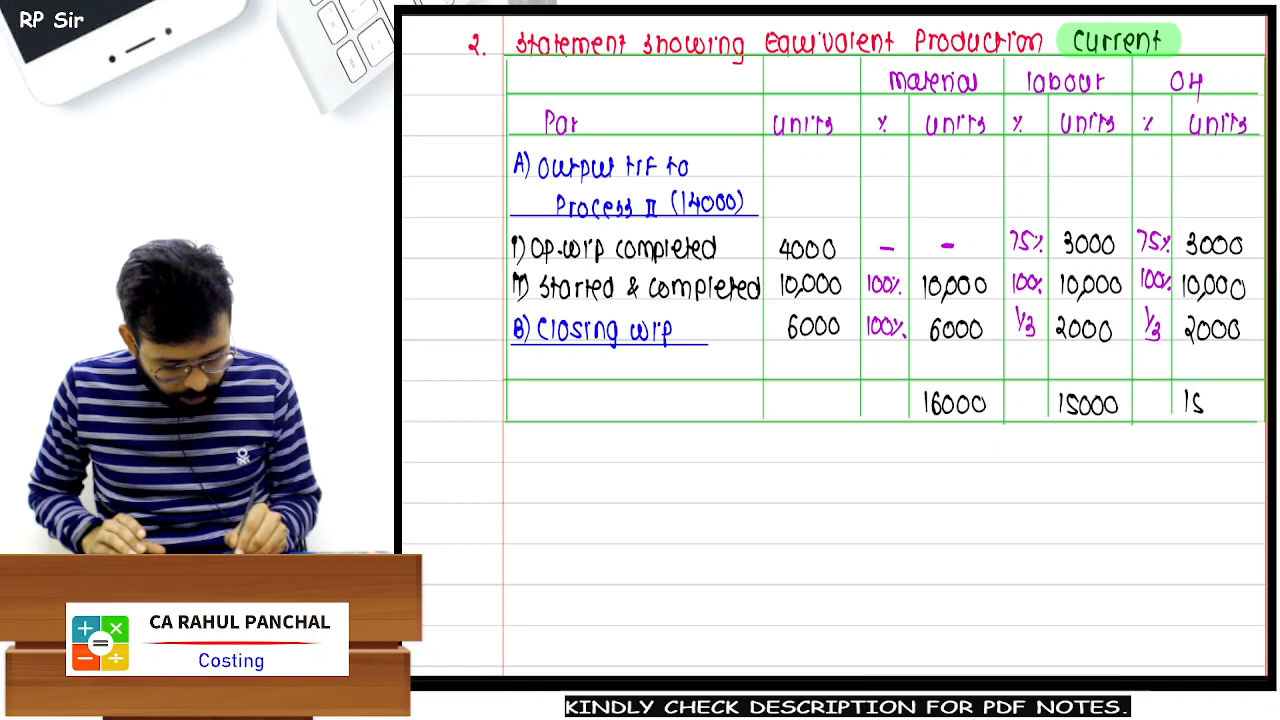 RP Sir
2. Statement Showing Equivalent Production Current
Material Labour OH
Par Units % Units % Units % Units
A) Output trf to
Process II (14000)
i) Op. wip completed 4000 - - 75% 3000 75% 3000
ii) Started & completed 10,000 100% 10,000 100% 10,000 100% 10,000
B) Closing wip 6000 100% 6000 1/3 2000 1/3 2000
16000 15000 15
CA RAHUL PANCHAL
Costing
KINDLY CHECK DESCRIPTION FOR PDF NOTES.